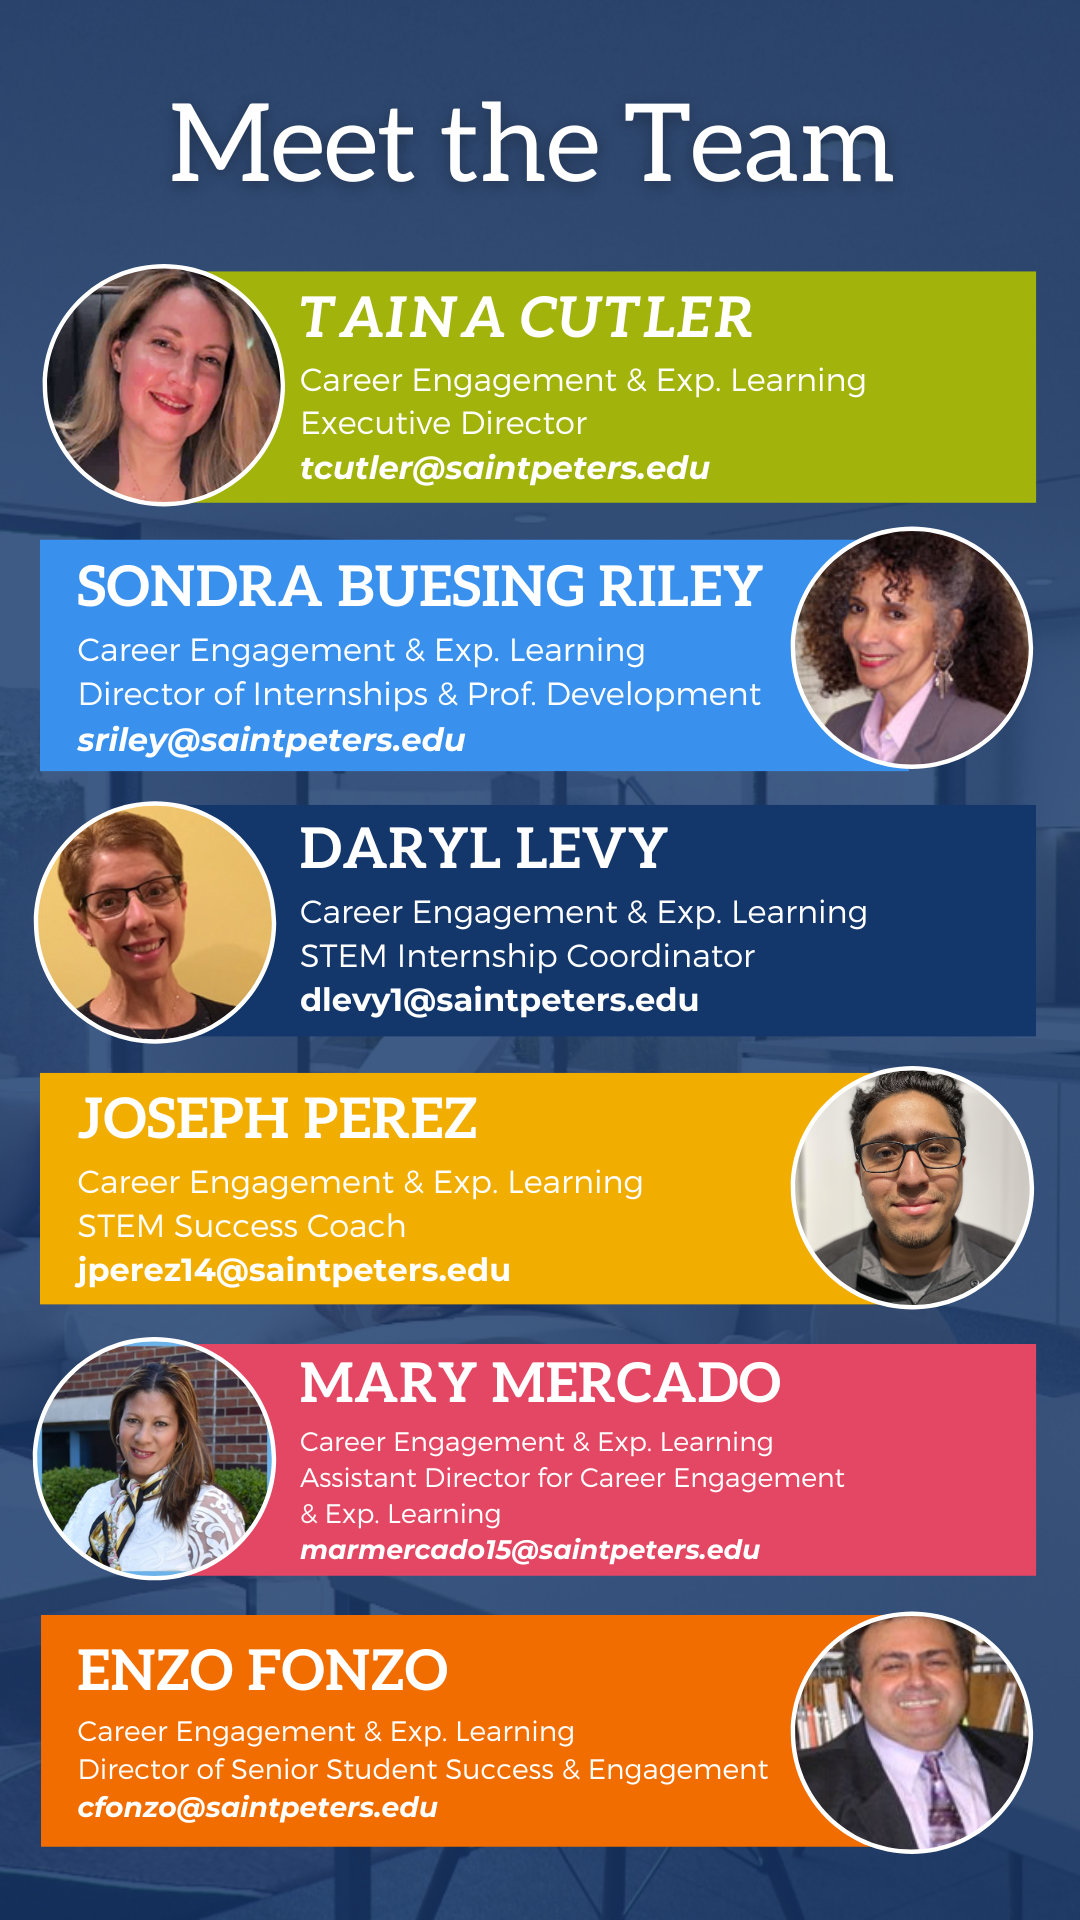 Meet the Team
TAINA CUTLER
Career Engagement & Exp. Learning
Executive Director
tcutler@saintpeters.edu
SONDRA BUESING RILEY
Career Engagement & Exp. Learning
Director of Internships & Prof. Development
sriley@saintpeters.edu
DARYL LEVY
Career Engagement & Exp. Learning
STEM Internship Coordinator
dlevy1@saintpeters.edu
JOSEPH PEREZ
Career Engagement & Exp. Learning
STEM Success Coach
jperez14@saintpeters.edu
MARY MERCADO
Career Engagement & Exp. Learning
Assistant Director for Career Engagement
& Exp. Learning
marmercado15@saintpeters.edu
ENZO FONZO
Career Engagement & Exp. Learning
Director of Senior Student Success & Engagement
cfonzo@saintpeters.edu